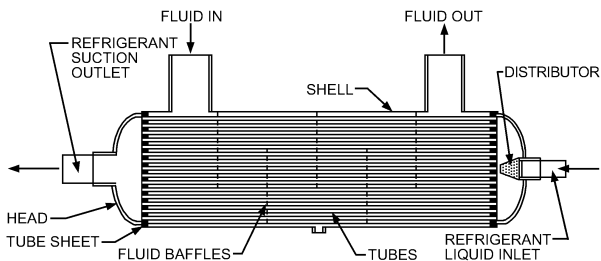 FLUID IN
FLUID OUT
REFRIGERANT
SUCTION
OUTLET
SHELL
DISTRIBUTOR
HEAD
TUBE SHEET
FLUID BAFFLES
TUBES
REFRIGERANT
LIQUID INLET